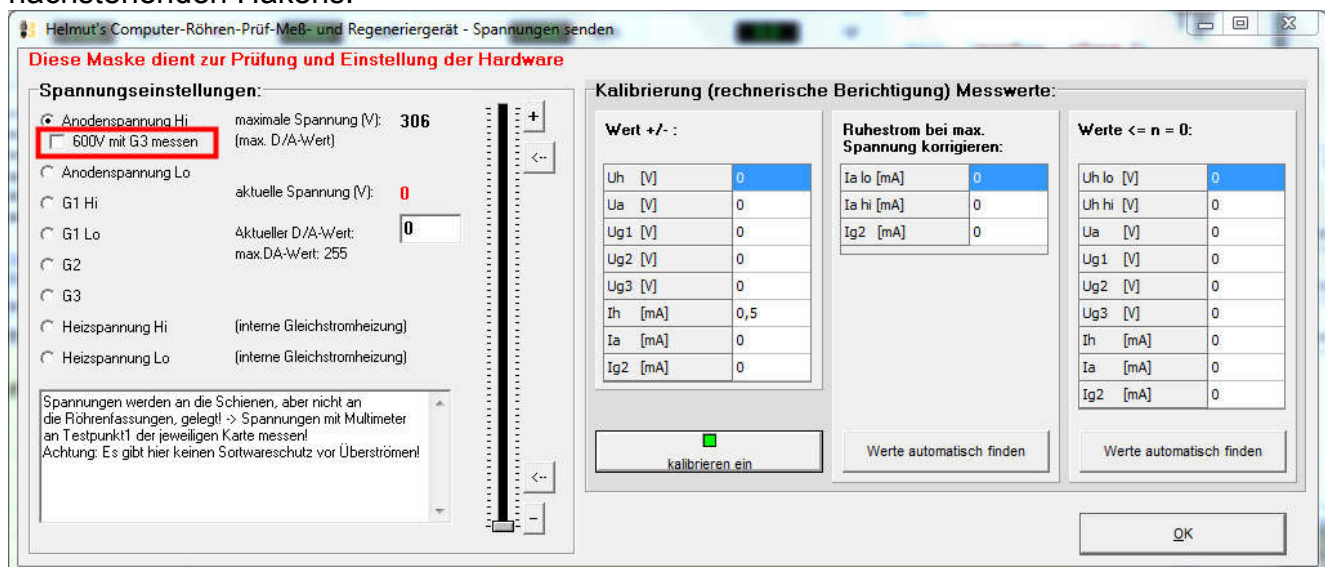 nachstehenden Hakens.
Helmut's Computer-Röhren-Prüf-Meß- und Regeneriergerät - Spannungen senden
Diese Maske dient zur Prüfung und Einstellung der Hardware
Spannungseinstellungen:
Anodenspannung Hi
maximale Spannung (V): 306
600V mit G3 messen
(max. D/A-Wert)
Anodenspannung Lo
aktuelle Spannung (V): 0
G1 Hi
G1 Lo
Aktueller D/A-Wert: 0
max.DA-Wert: 255
G2
G3
Heizspannung Hi (interne Gleichstromheizung)
Heizspannung Lo (interne Gleichstromheizung)
Spannungen werden an die Schienen, aber nicht an
die Röhrenfassungen, gelegt! -> Spannungen mit Multimeter
an Testpunkt1 der jeweiligen Karte messen!
Achtung: Es gibt hier keinen Sortwareschutz vor Überströmen!
+
<--
<--
-
Kalibrierung (rechnerische Berichtigung) Messwerte:
Wert +/- :
Uh [V] 0
Ua [V] 0
Ug1 [V] 0
Ug2 [V] 0
Ug3 [V] 0
Ih [mA] 0,5
Ia [mA] 0
Ig2 [mA] 0
kalibrieren ein
Ruhestrom bei max.
Spannung korrigieren:
Ia lo [mA] 0
Ia hi [mA] 0
Ig2 [mA] 0
Werte automatisch finden
Werte <= n = 0:
Uh lo [V] 0
Uh hi [V] 0
Ua [V] 0
Ug1 [V] 0
Ug2 [V] 0
Ug3 [V] 0
Ih [mA] 0
Ia [mA] 0
Ig2 [mA] 0
Werte automatisch finden
OK